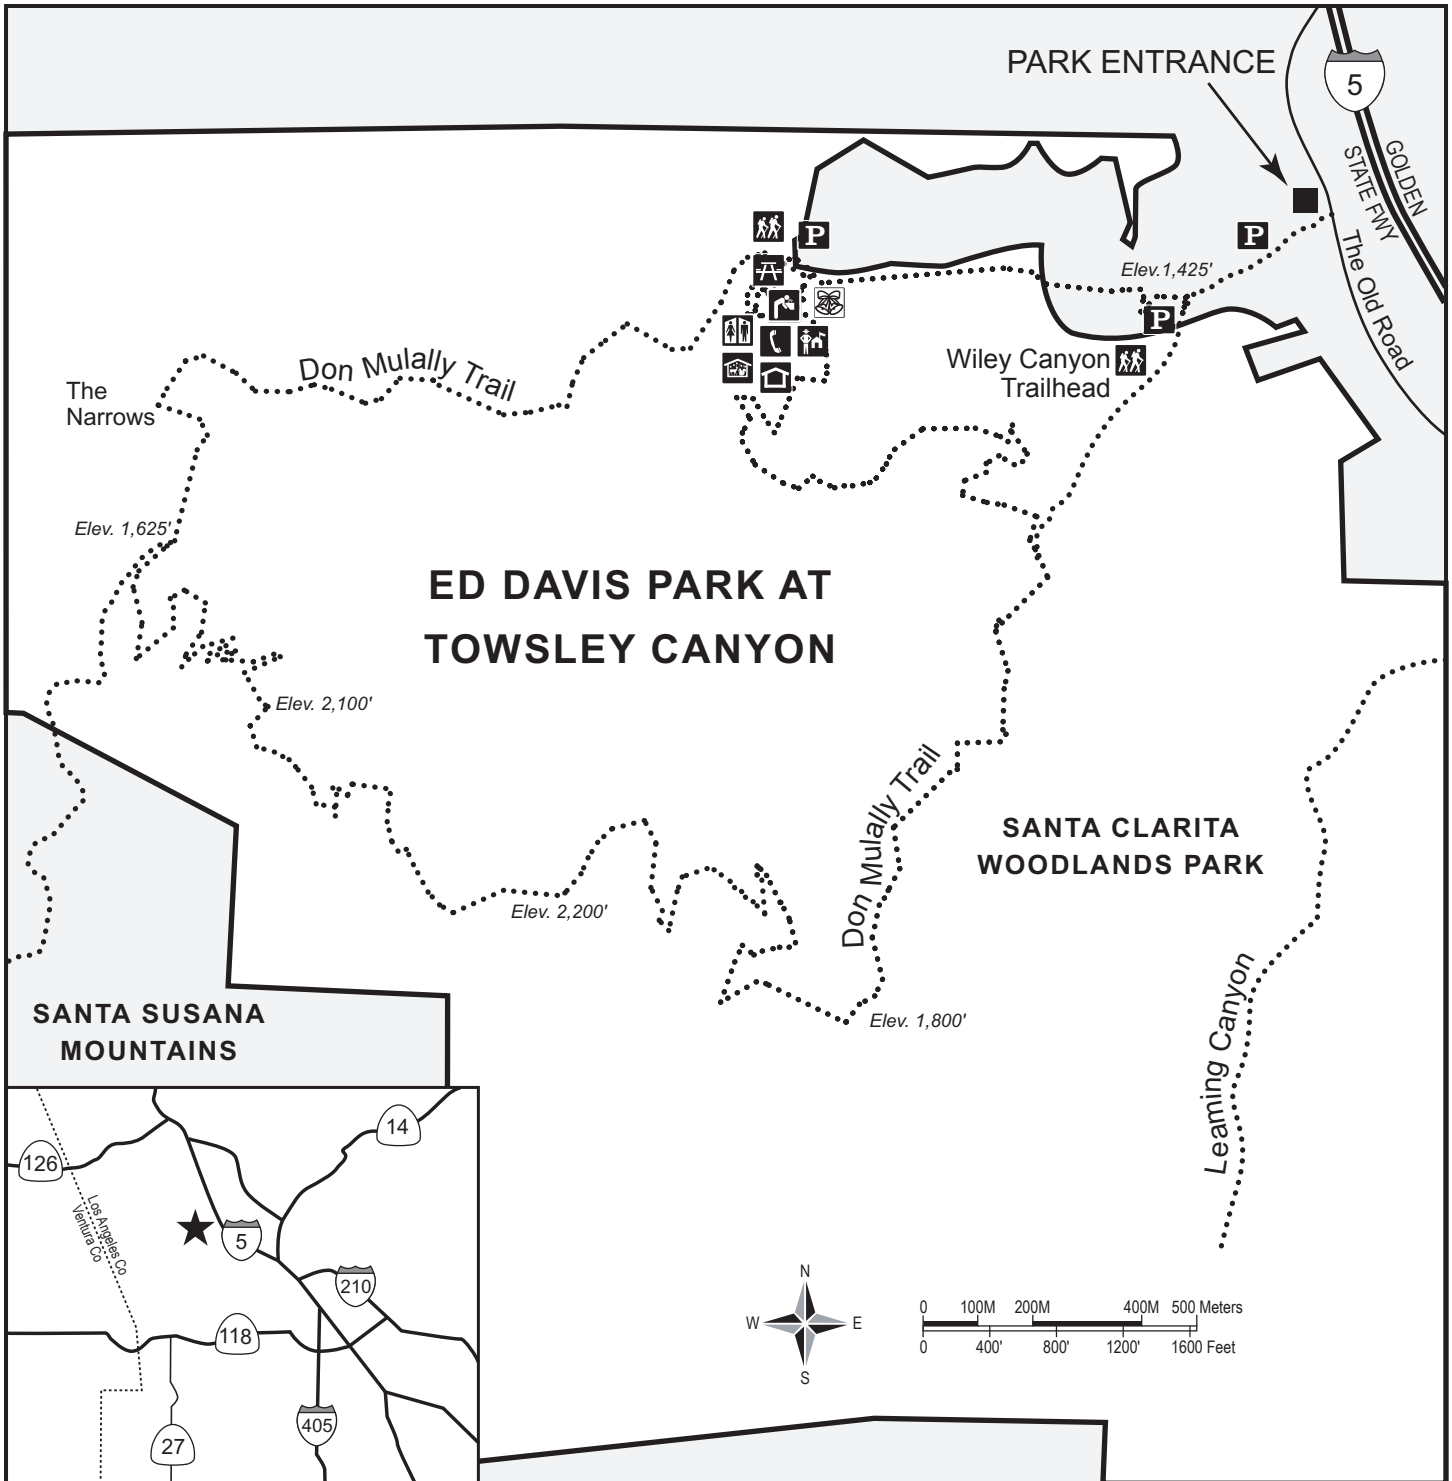 PARK ENTRANCE
5
GOLDEN
STATE FWY
The Old Road
P
P
Elev.1,425'
P
Wiley Canyon
Trailhead
Don Mulally Trail
The
Narrows
Elev. 1,625'
ED DAVIS PARK AT
TOWSLEY CANYON
Elev. 2,100'
Don Mulally Trail
SANTA CLARITA
WOODLANDS PARK
Elev. 2,200'
Leaming Canyon
SANTA SUSANA
MOUNTAINS
Elev. 1,800'
14
126
Los Angeles Co
Ventura Co
5
210
118
405
27
N
W E
S
0 100M 200M 400M 500 Meters
0 400' 800' 1200' 1600 Feet